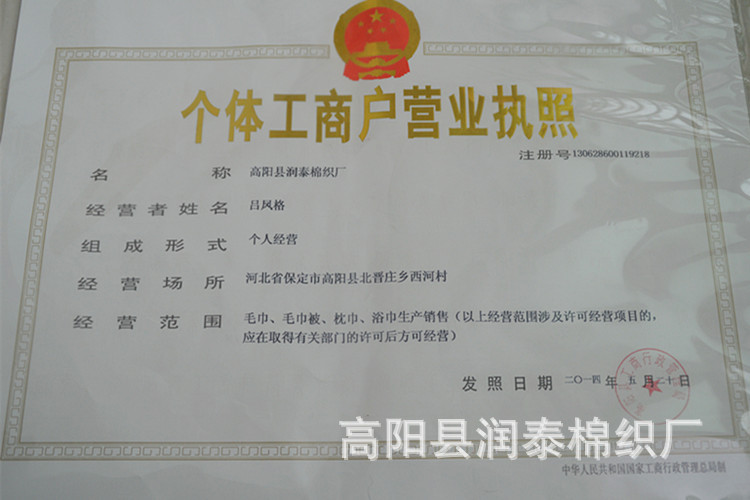 个体工商户营业执照
注册号130628600119218
名称 高阳县润泰棉织厂
经营者姓名 吕风格
组成形式 个人经营
经营场所 河北省保定市高阳县北晋庄乡西河村
经营范围 毛巾、毛巾被、枕巾、浴巾生产销售（以上经营范围涉及许可经营项目的，
应在取得有关部门的许可后方可经营）
发照日期 二〇一四年五月二十日
高阳县润泰棉织厂
中华人民共和国国家工商行政管理总局制